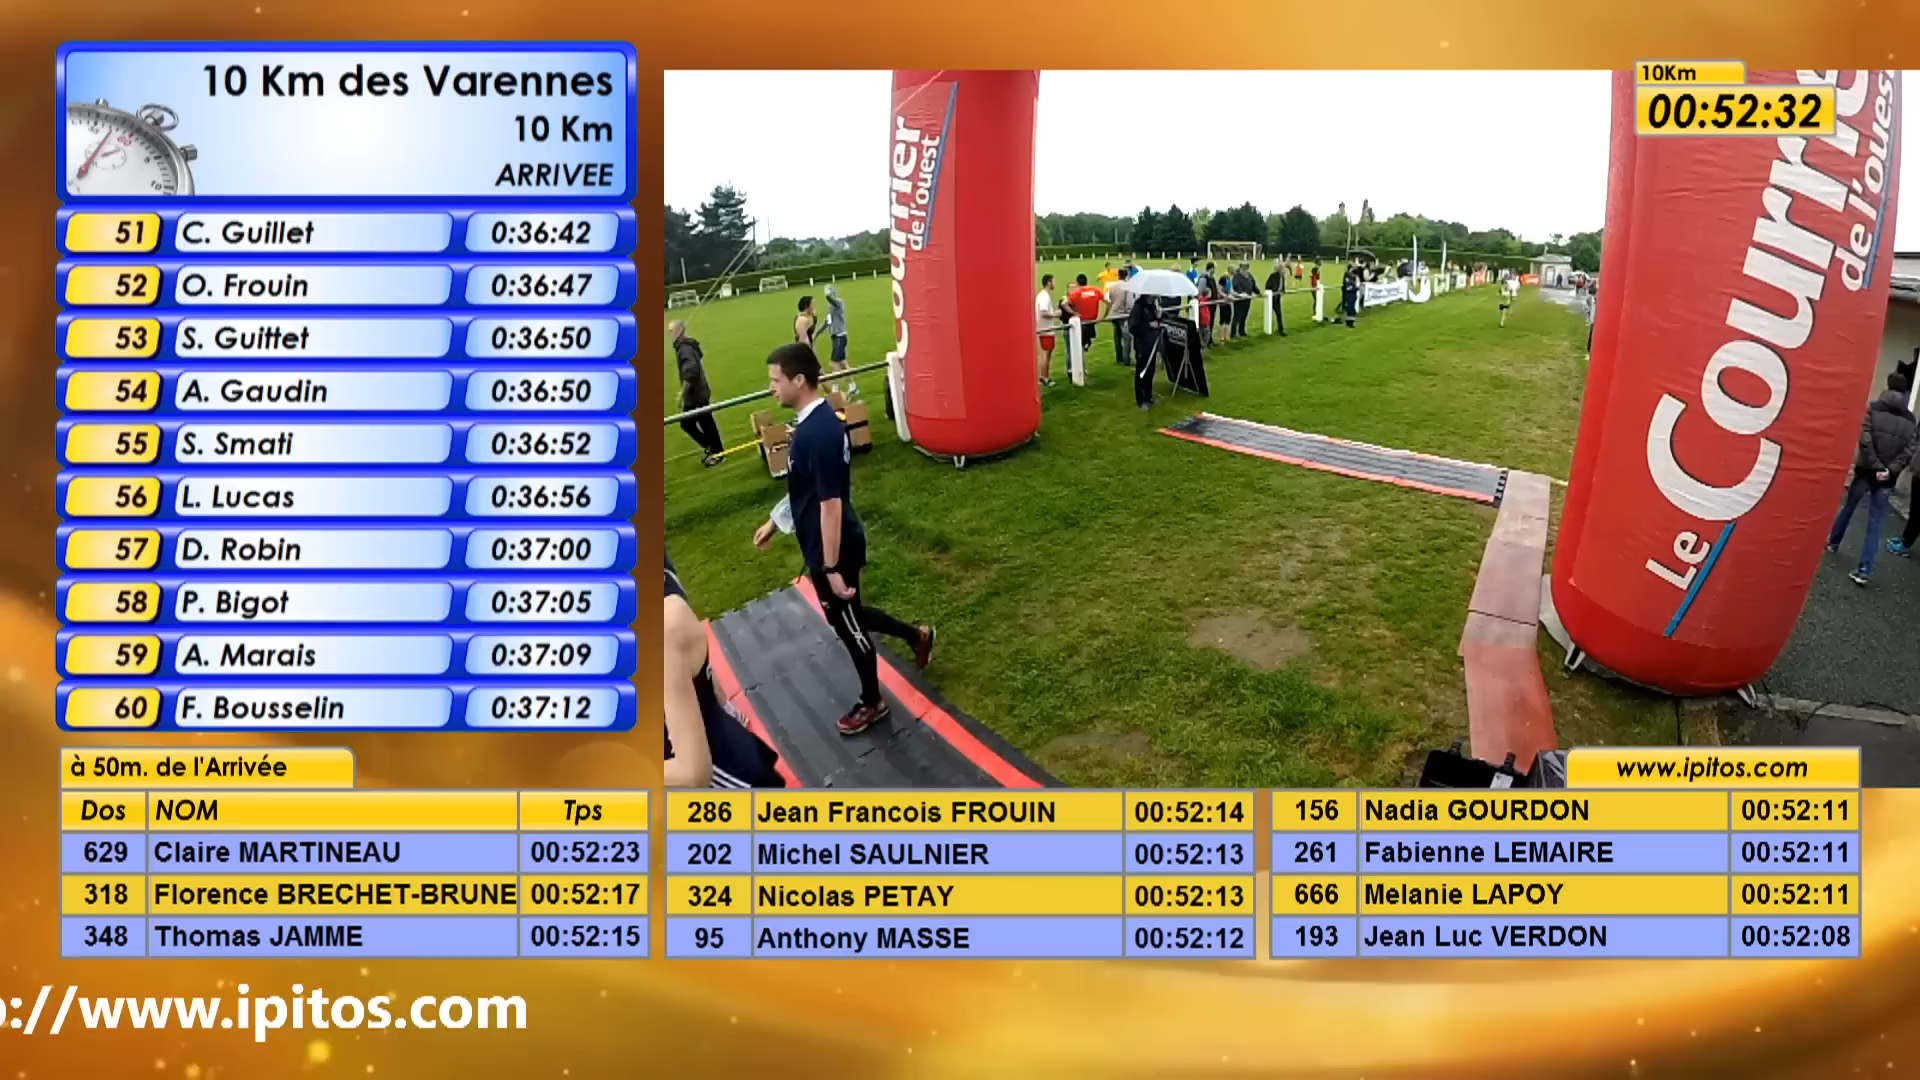 10 Km des Varennes
10 Km
ARRIVEE
51 C. Guillet 0:36:42
52 O. Frouin 0:36:47
53 S. Guittet 0:36:50
54 A. Gaudin 0:36:50
55 S. Smati 0:36:52
56 L. Lucas 0:36:56
57 D. Robin 0:37:00
58 P. Bigot 0:37:05
59 A. Marais 0:37:09
60 F. Bousselin 0:37:12
10Km
00:52:32
Courrier
de l'ouest
Le Courrie
de l'ouest
à 50m. de l'Arrivée
Dos NOM Tps
629 Claire MARTINEAU 00:52:23
318 Florence BRECHET-BRUNE 00:52:17
348 Thomas JAMME 00:52:15
286 Jean Francois FROUIN 00:52:14
202 Michel SAULNIER 00:52:13
324 Nicolas PETAY 00:52:13
95 Anthony MASSE 00:52:12
www.ipitos.com
156 Nadia GOURDON 00:52:11
261 Fabienne LEMAIRE 00:52:11
666 Melanie LAPOY 00:52:11
193 Jean Luc VERDON 00:52:08
://www.ipitos.com